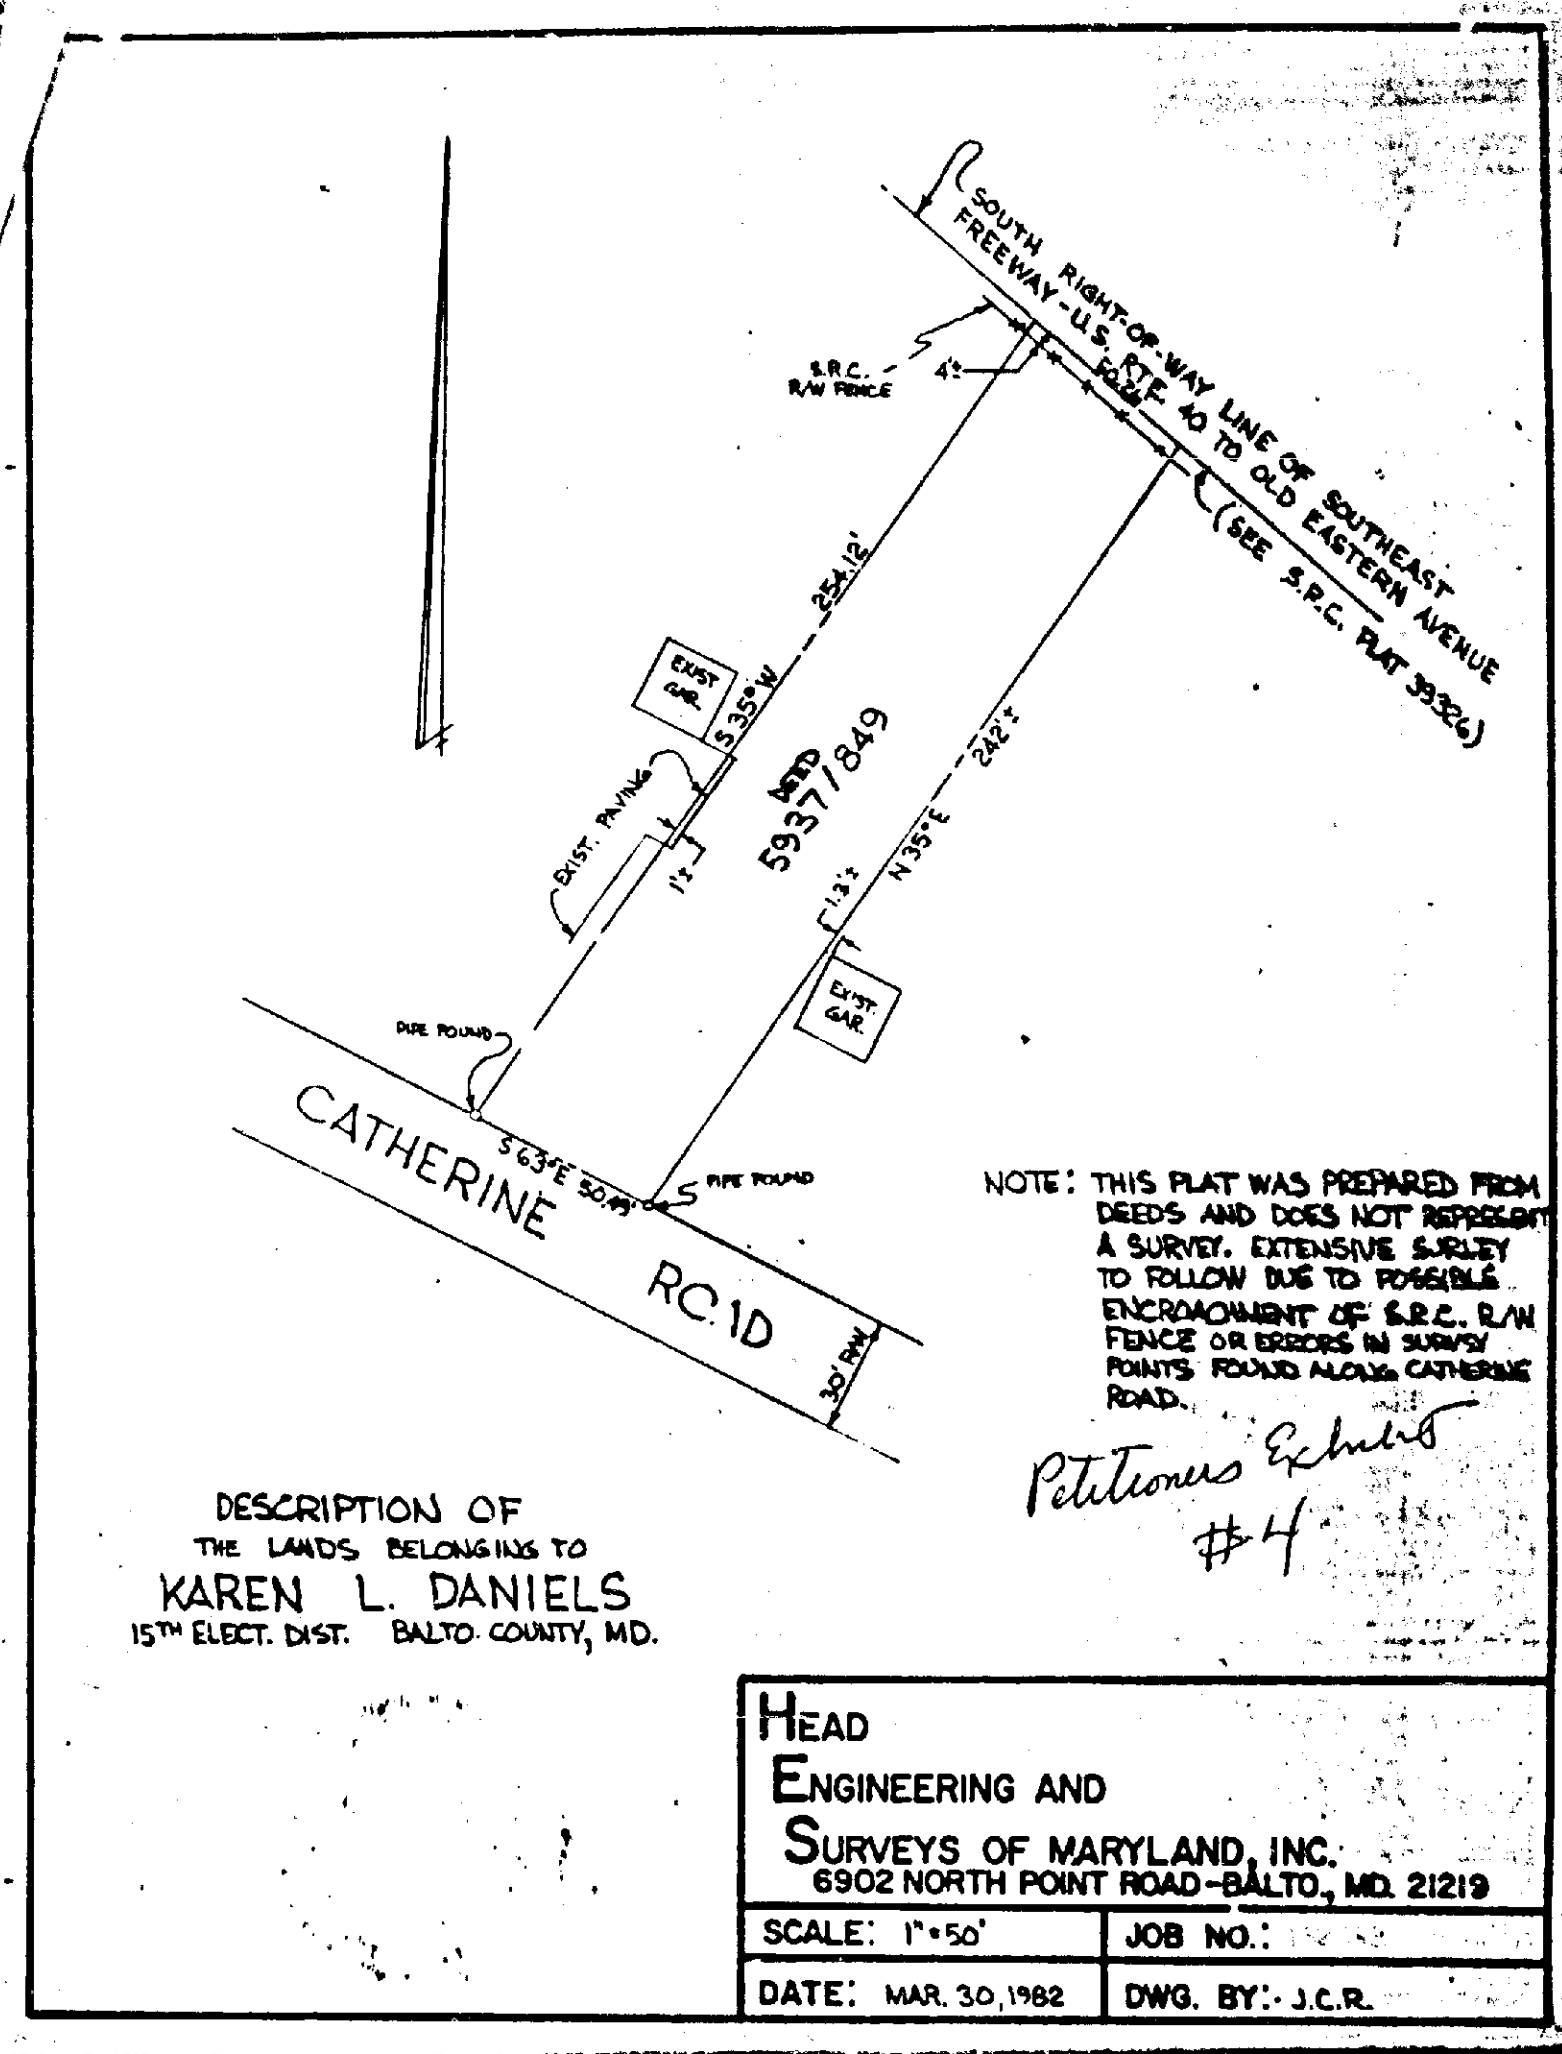 SOUTH RIGHT-OF-WAY LINE OF SOUTHEAST
FREEWAY-U.S. RTE. 40 TO OLD EASTERN AVENUE
(SEE S.R.C. PLAT 39326)
S.R.C.
R/W FENCE
4'±
50.26'
254.12'
S 35° W
EXIST
GAR.
DEED
5937/849
242'±
N 35° E
EXIST. PAVING
1'±
1.3'±
EXIST.
GAR.
PIPE FOUND
S 63° E 50.49'
PIPE FOUND
CATHERINE ROAD
30' R/W
NOTE: THIS PLAT WAS PREPARED FROM
DEEDS AND DOES NOT REPRESENT
A SURVEY. EXTENSIVE SURVEY
TO FOLLOW DUE TO POSSIBLE
ENCROACHMENT OF S.R.C. R/W
FENCE OR ERRORS IN SURVEY
POINTS FOUND ALONG CATHERINE
ROAD.
Petitioners Exhibit
#4
DESCRIPTION OF
THE LANDS BELONGING TO
KAREN L. DANIELS
15TH ELECT. DIST. BALTO. COUNTY, MD.
HEAD
ENGINEERING AND
SURVEYS OF MARYLAND, INC.
6902 NORTH POINT ROAD-BALTO., MD. 21219
SCALE: 1"=50'
JOB NO.:
DATE: MAR. 30, 1982
DWG. BY: J.C.R.